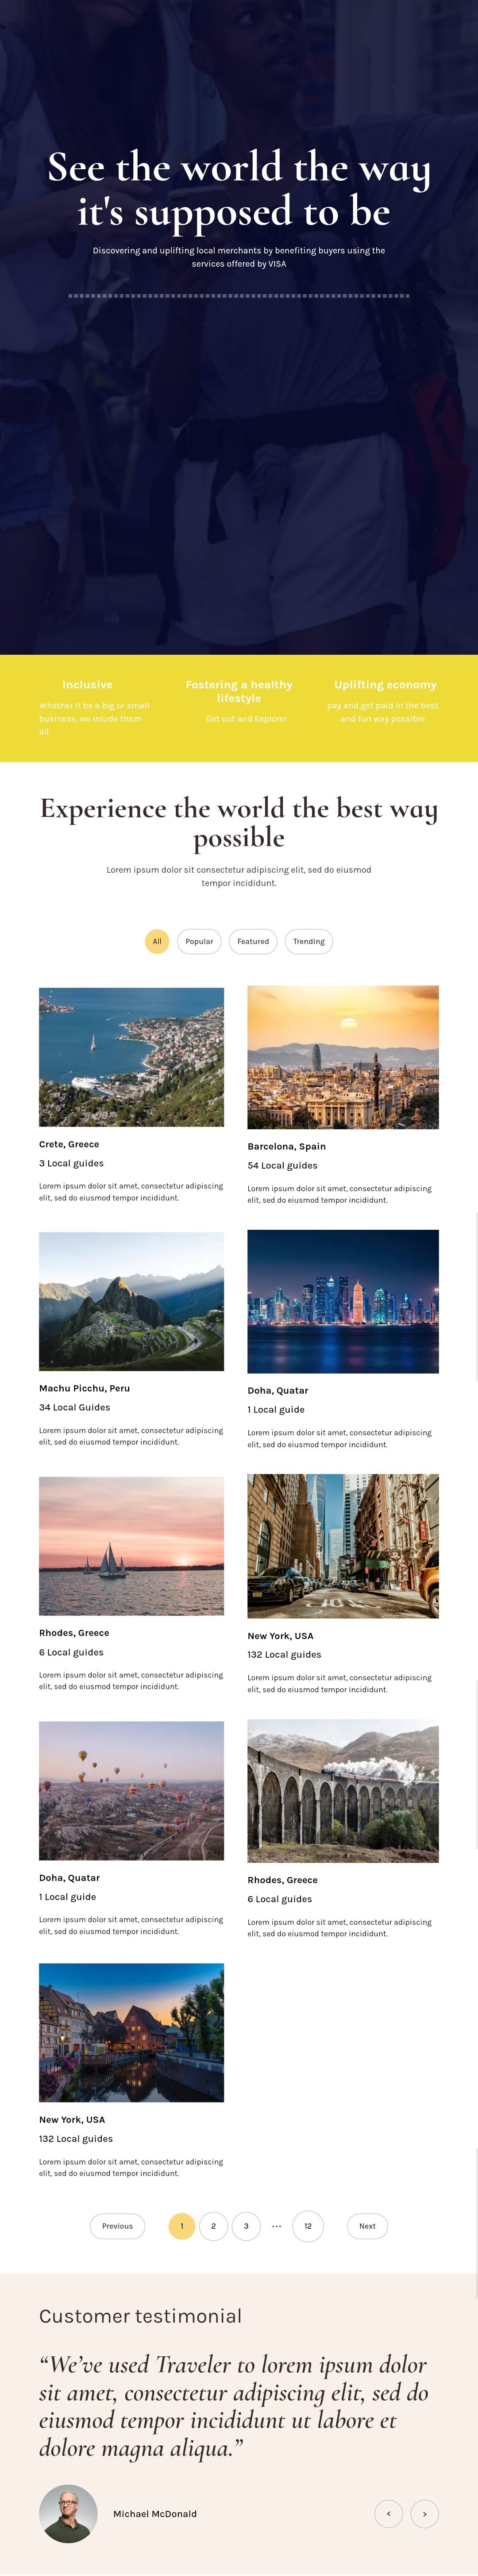 See the world the way
it's supposed to be
Discovering and uplifting local merchants by benefiting buyers using the
services offered by VISA
Inclusive
Whether it be a big or small
business, we inlude them
all.
Fostering a healthy
lifestyle
Get out and Explore!
Uplifting economy
pay and get paid in the best
and fun way possible
Experience the world the best way
possible
Lorem ipsum dolor sit consectetur adipiscing elit, sed do eiusmod
tempor incididunt.
All Popular Featured Trending
Crete, Greece
3 Local guides
Lorem ipsum dolor sit amet, consectetur adipiscing
elit, sed do eiusmod tempor incididunt.
Barcelona, Spain
54 Local guides
Lorem ipsum dolor sit amet, consectetur adipiscing
elit, sed do eiusmod tempor incididunt.
Machu Picchu, Peru
34 Local Guides
Lorem ipsum dolor sit amet, consectetur adipiscing
elit, sed do eiusmod tempor incididunt.
Doha, Quatar
1 Local guide
Lorem ipsum dolor sit amet, consectetur adipiscing
elit, sed do eiusmod tempor incididunt.
Rhodes, Greece
6 Local guides
Lorem ipsum dolor sit amet, consectetur adipiscing
elit, sed do eiusmod tempor incididunt.
New York, USA
132 Local guides
Lorem ipsum dolor sit amet, consectetur adipiscing
elit, sed do eiusmod tempor incididunt.
Doha, Quatar
1 Local guide
Lorem ipsum dolor sit amet, consectetur adipiscing
elit, sed do eiusmod tempor incididunt.
Rhodes, Greece
6 Local guides
Lorem ipsum dolor sit amet, consectetur adipiscing
elit, sed do eiusmod tempor incididunt.
New York, USA
132 Local guides
Lorem ipsum dolor sit amet, consectetur adipiscing
elit, sed do eiusmod tempor incididunt.
Previous 1 2 3 ... 12 Next
Customer testimonial
“We’ve used Traveler to lorem ipsum dolor
sit amet, consectetur adipiscing elit, sed do
eiusmod tempor incididunt ut labore et
dolore magna aliqua.”
Michael McDonald
< >